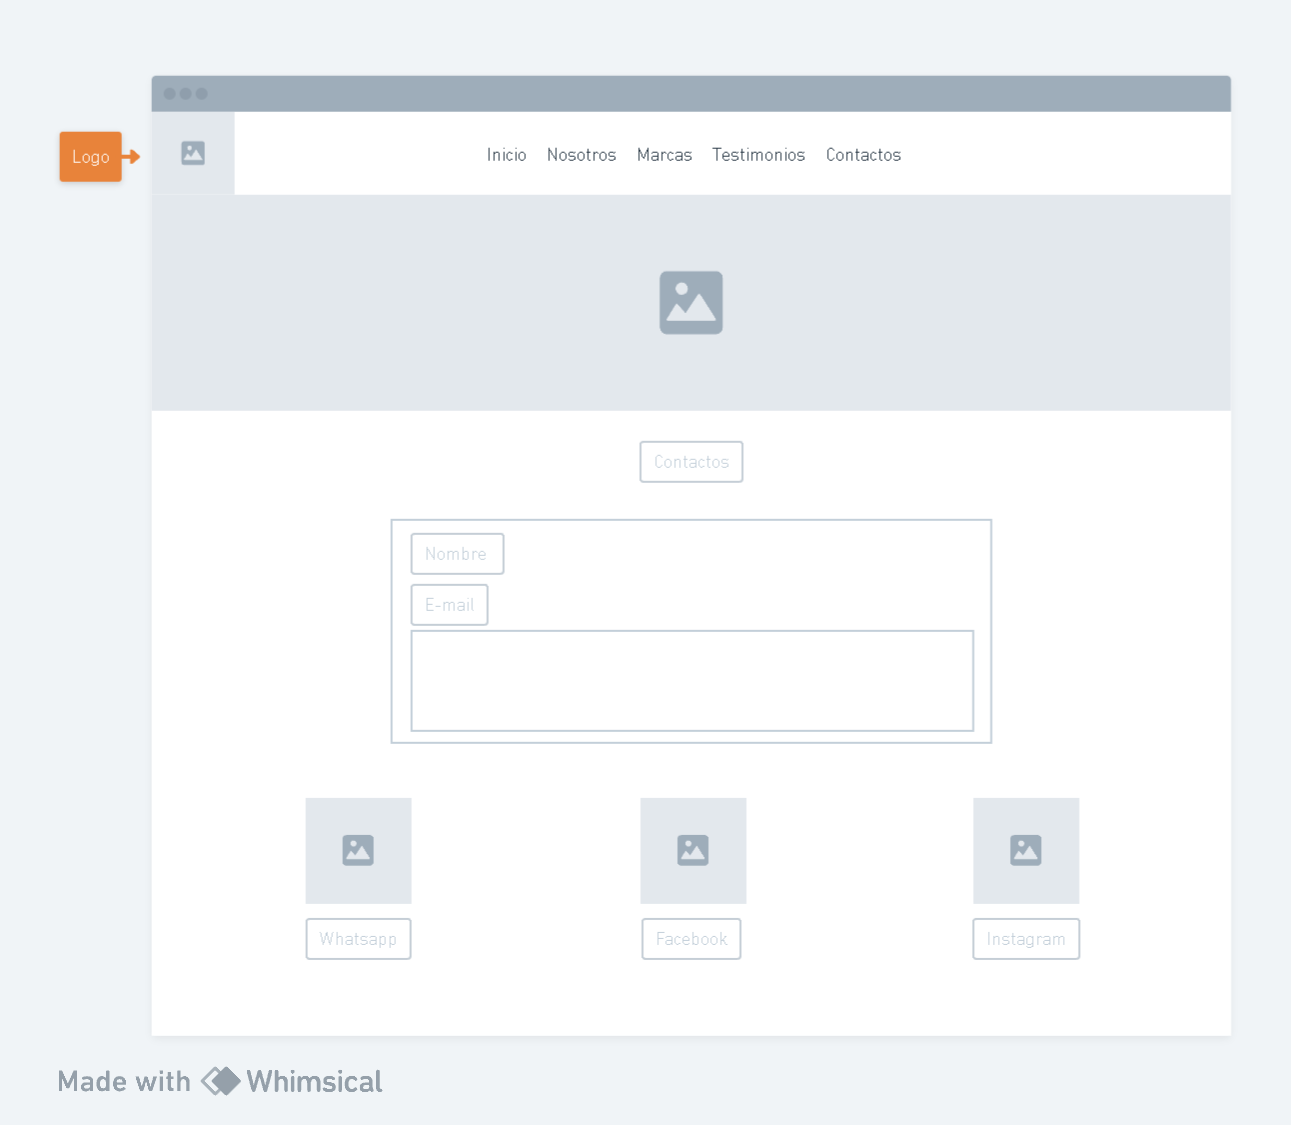 Logo
Inicio Nosotros Marcas Testimonios Contactos
Contactos
Nombre
E-mail
Whatsapp Facebook Instagram
Made with Whimsical